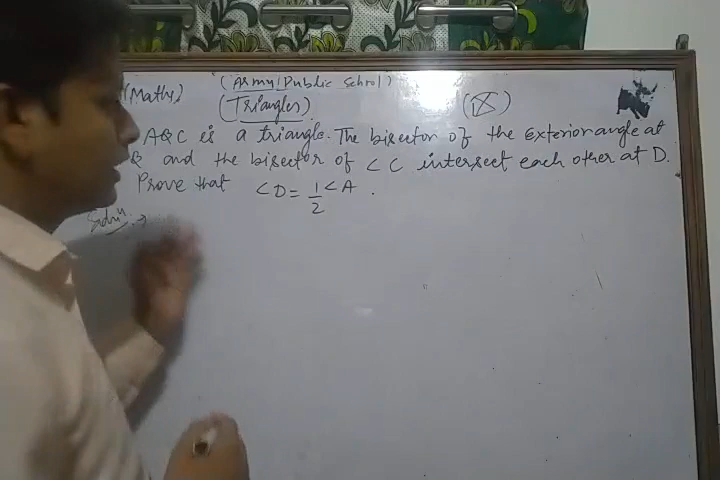 (Maths) (Army Public School)
(Triangles) (IX)
ABC is a triangle. The bisector of the Exterior angle at
B and the bisector of ∠C intersect each other at D.
Prove that ∠D = 1/2 ∠A .
Solⁿ:→